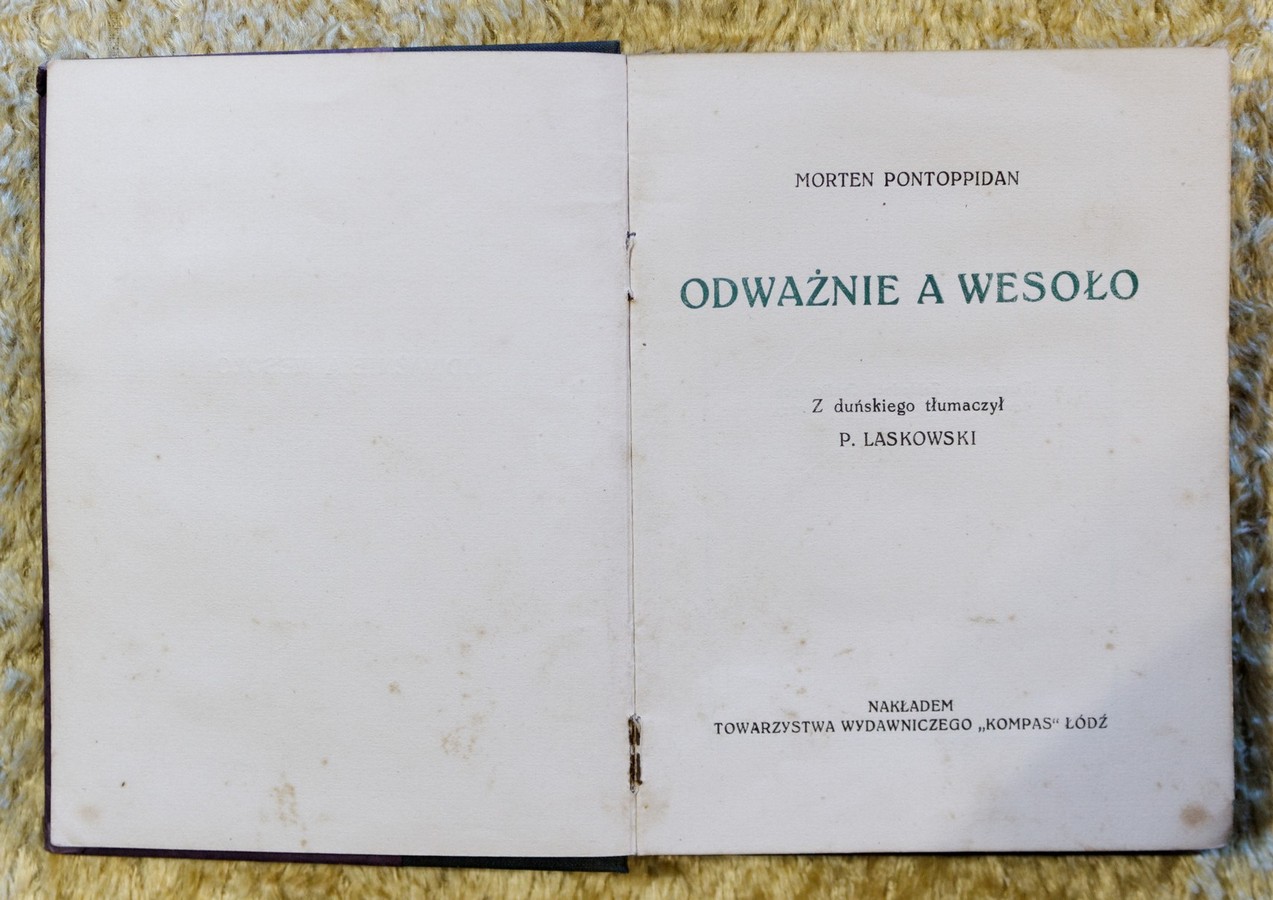 MORTEN PONTOPPIDAN
ODWAŻNIE A WESOŁO
Z duńskiego tłumaczył
P. LASKOWSKI
NAKŁADEM
TOWARZYSTWA WYDAWNICZEGO „KOMPAS“ ŁÓDŹ